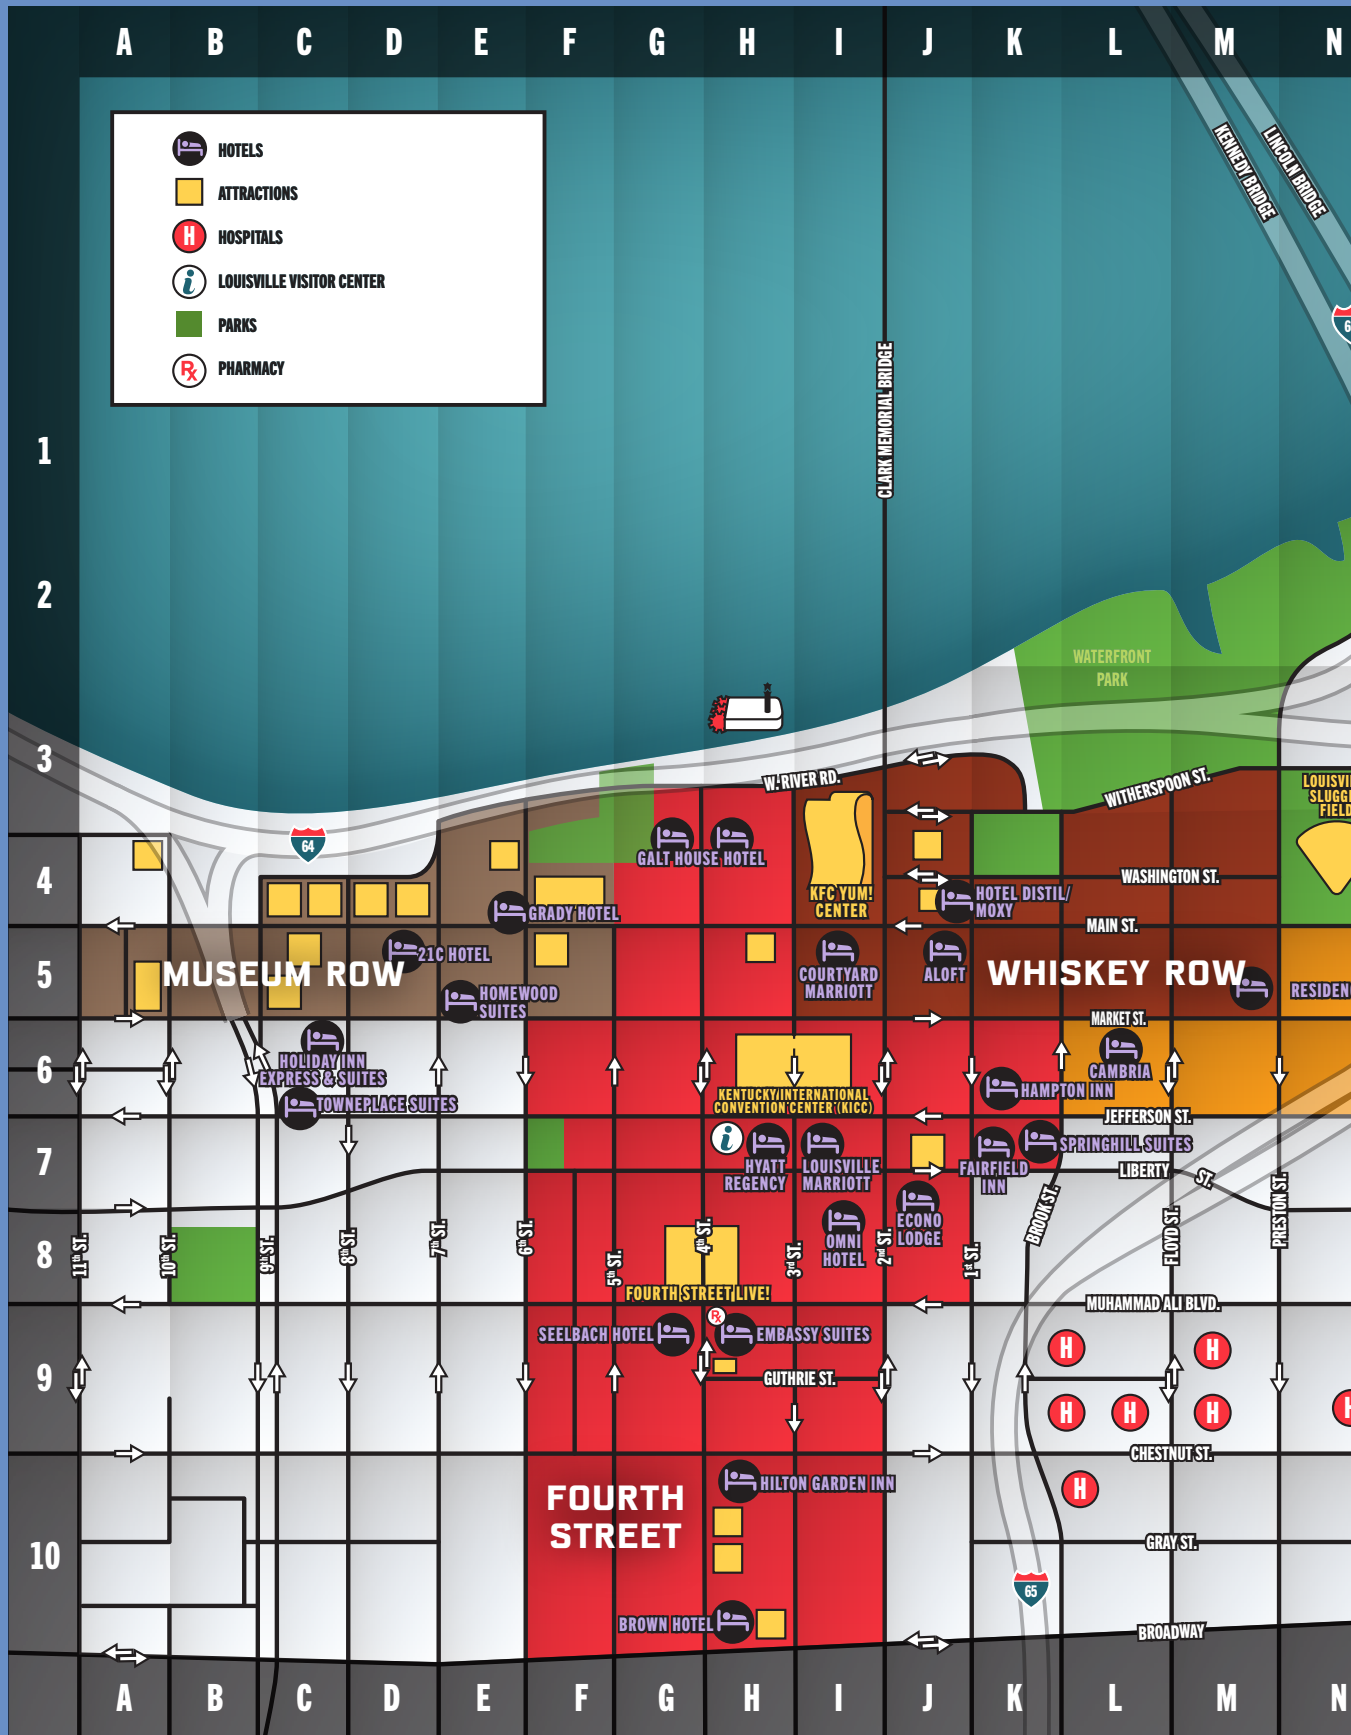 A B C D E F G H I J K L M N
HOTELS
ATTRACTIONS
HOSPITALS
H
LOUISVILLE VISITOR CENTER
i
PARKS
PHARMACY
Rx
KENNEDY BRIDGE
LINCOLN BRIDGE
6
CLARK MEMORIAL BRIDGE
1
2
WATERFRONT
PARK
3
W. RIVER RD.
WITHERSPOON ST.
LOUISVI
SLUGG
FIELD
64
4
GALT HOUSE HOTEL
KFC YUM!
CENTER
WASHINGTON ST.
HOTEL DISTIL/
MOXY
GRADY HOTEL
MAIN ST.
5
MUSEUM ROW
21C HOTEL
HOMEWOOD
SUITES
COURTYARD
MARRIOTT
ALOFT
WHISKEY ROW
RESIDENC
MARKET ST.
6
HOLIDAY INN
EXPRESS & SUITES
TOWNEPLACE SUITES
KENTUCKY INTERNATIONAL
CONVENTION CENTER (KICC)
CAMBRIA
HAMPTON INN
JEFFERSON ST.
7
i
HYATT
REGENCY
LOUISVILLE
MARRIOTT
FAIRFIELD
INN
SPRINGHILL SUITES
LIBERTY ST.
8
11th ST.
10th ST.
9th ST.
8th ST.
7th ST.
6th ST.
5th ST.
4th ST.
3rd ST.
2nd ST.
1st ST.
BROOK ST.
FLOYD ST.
PRESTON ST.
OMNI
HOTEL
ECONO
LODGE
FOURTH STREET LIVE!
MUHAMMAD ALI BLVD.
9
SEELBACH HOTEL
Rx
EMBASSY SUITES
GUTHRIE ST.
H
H
H
H
H
H
CHESTNUT ST.
10
FOURTH
STREET
HILTON GARDEN INN
H
GRAY ST.
65
BROWN HOTEL
BROADWAY
A B C D E F G H I J K L M N